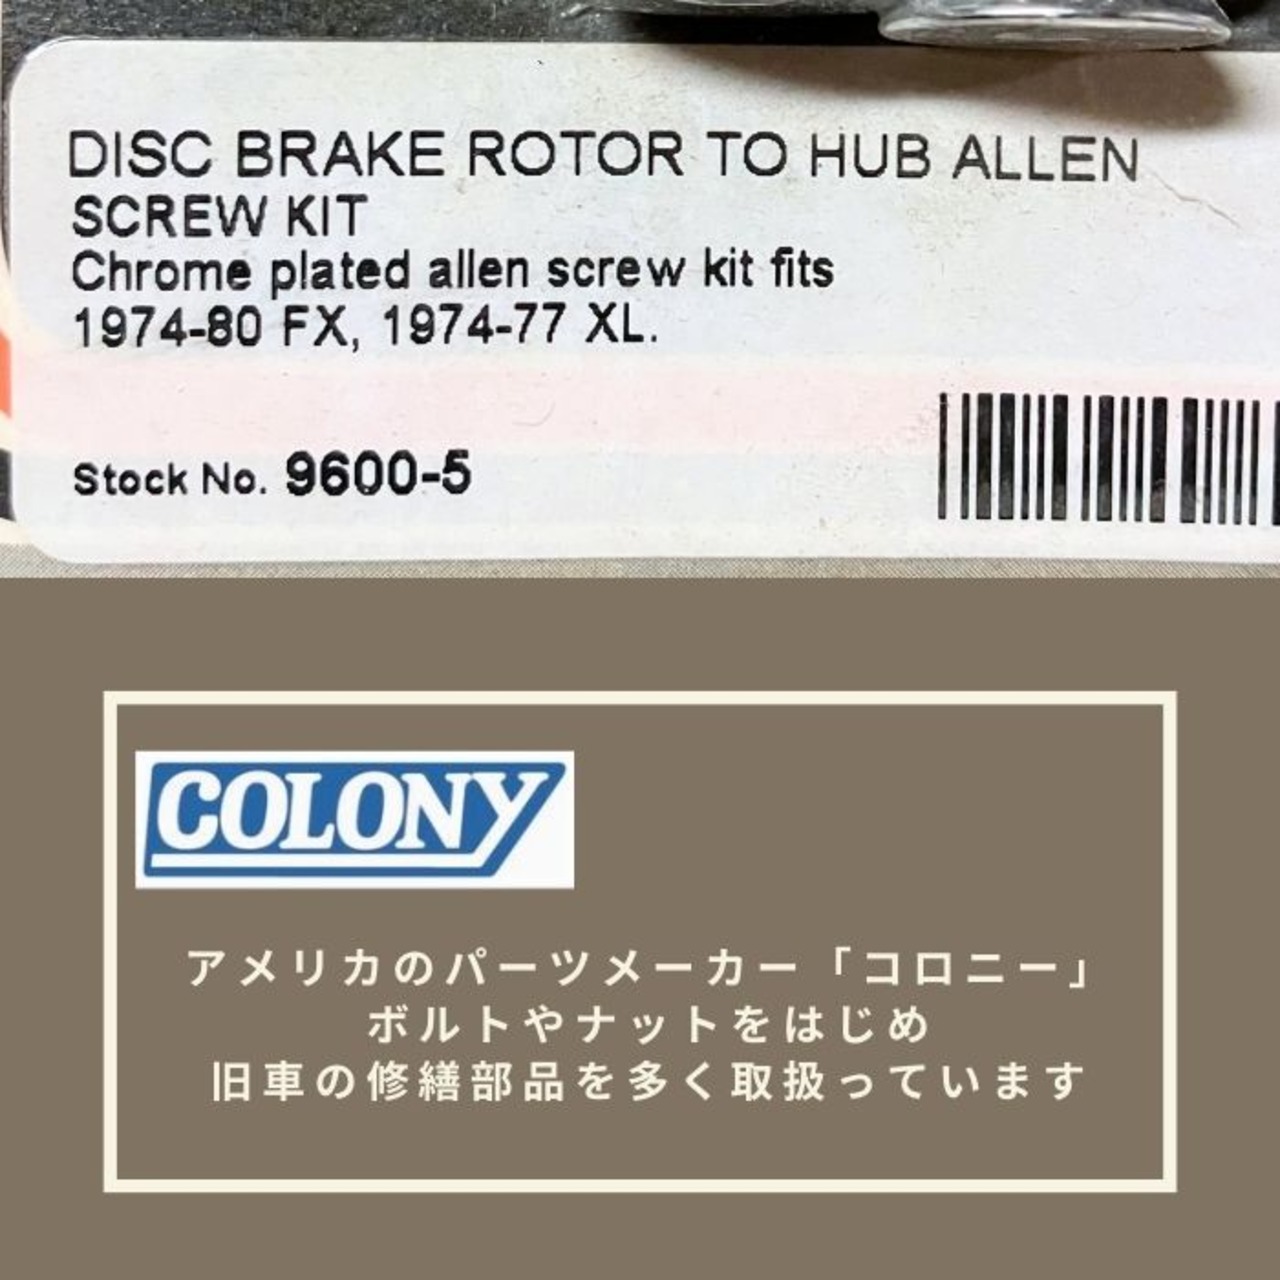 DISC BRAKE ROTOR TO HUB ALLEN
SCREW KIT
Chrome plated allen screw kit fits
1974-80 FX, 1974-77 XL.
Stock No. 9600-5
COLONY
アメリカのパーツメーカー「コロニー」
ボルトやナットをはじめ
旧車の修繕部品を多く取扱っています